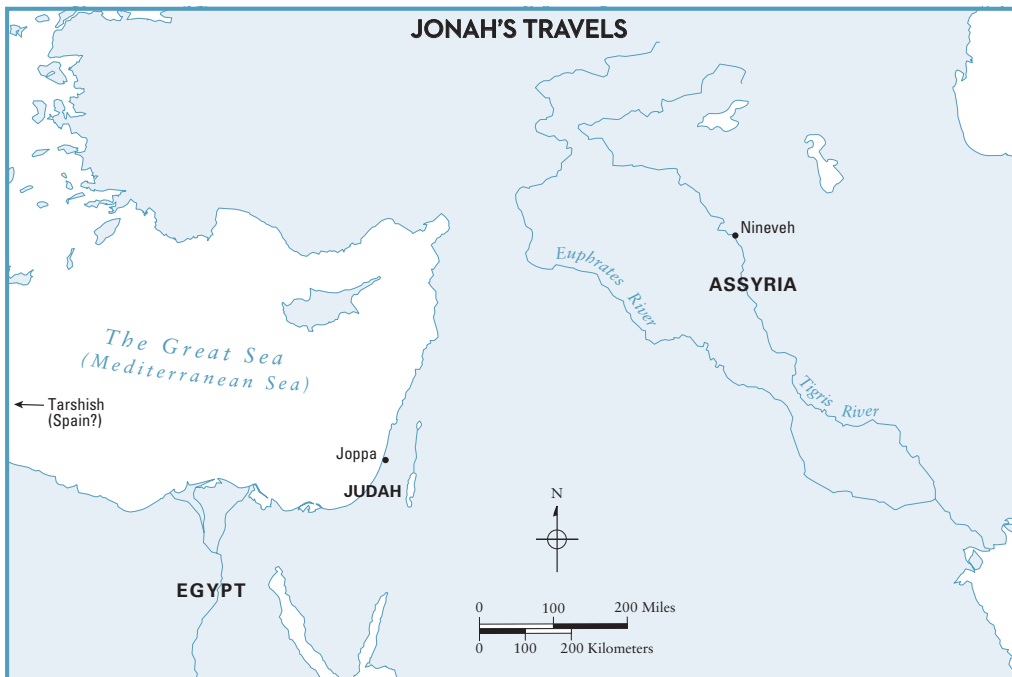 JONAH'S TRAVELS
Nineveh
ASSYRIA
Euphrates River
Tigris River
The Great Sea
(Mediterranean Sea)
Tarshish
(Spain?)
Joppa
JUDAH
EGYPT
N
0 100 200 Miles
0 100 200 Kilometers